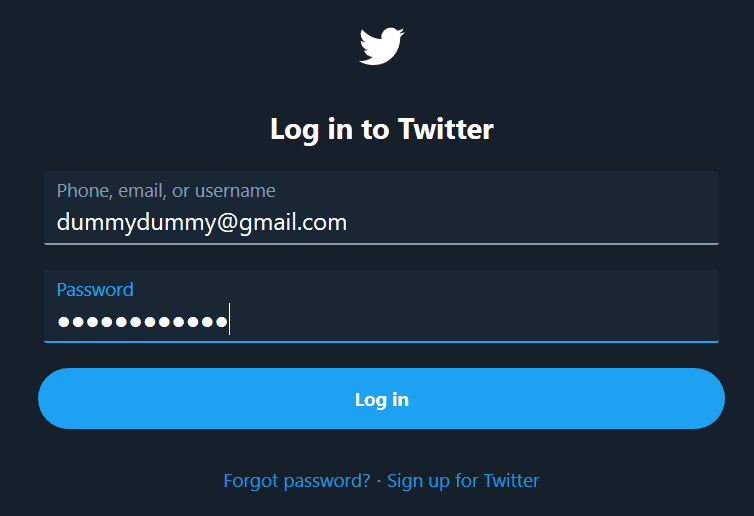 Log in to Twitter
Phone, email, or username
dummydummy@gmail.com
Password
●●●●●●●●●●●●
Log in
Forgot password? · Sign up for Twitter